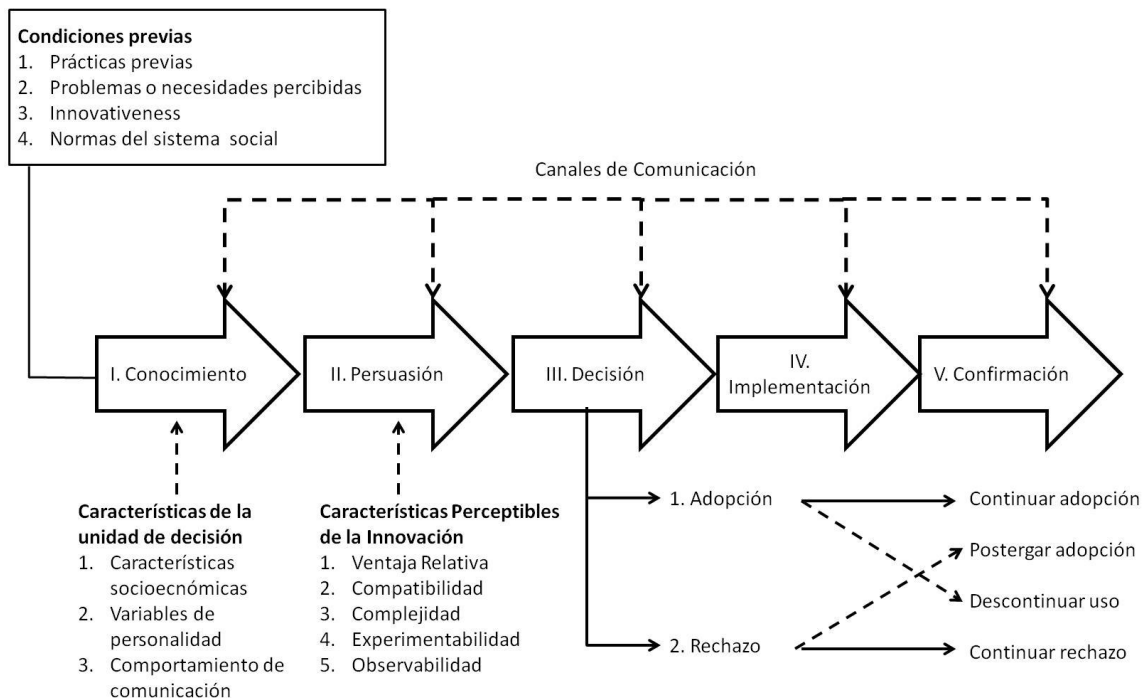 Condiciones previas
1. Prácticas previas
2. Problemas o necesidades percibidas
3. Innovativeness
4. Normas del sistema social
Canales de Comunicación
I. Conocimiento
II. Persuasión
III. Decisión
IV.
Implementación
V. Confirmación
Características de la
unidad de decisión
1. Características
socioecnómicas
2. Variables de
personalidad
3. Comportamiento de
comunicación
Características Perceptibles
de la Innovación
1. Ventaja Relativa
2. Compatibilidad
3. Complejidad
4. Experimentabilidad
5. Observabilidad
1. Adopción
2. Rechazo
Continuar adopción
Postergar adopción
Descontinuar uso
Continuar rechazo